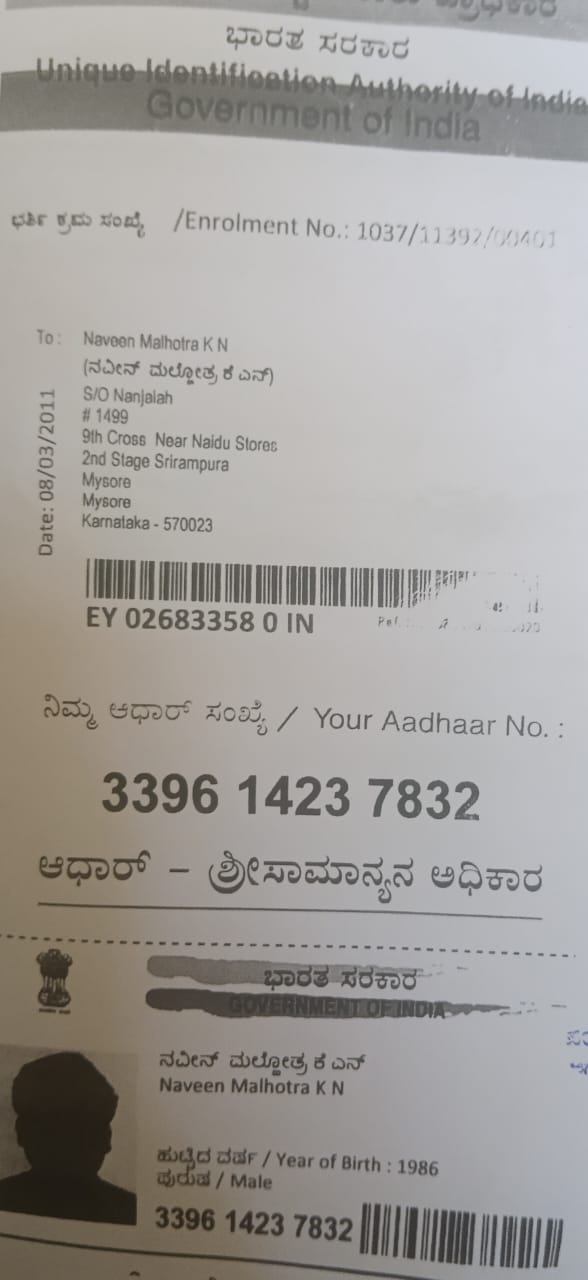 ಭಾರತ ಸರಕಾರ
Unique Identification Authority of India
Government of India
ಭರ್ತಿ ಕ್ರಮ ಸಂಖ್ಯೆ /Enrolment No.: 1037/11392/00401
To: Naveen Malhotra K N
(ನವೀನ್ ಮಲ್ಹೋತ್ರ ಕೆ ಎನ್)
S/O Nanjaiah
# 1499
9th Cross Near Naidu Stores
2nd Stage Srirampura
Mysore
Mysore
Karnataka - 570023
Date: 08/03/2011
EY 02683358 0 IN
ನಿಮ್ಮ ಆಧಾರ್ ಸಂಖ್ಯೆ / Your Aadhaar No. :
3396 1423 7832
ಆಧಾರ್ – ಶ್ರೀಸಾಮಾನ್ಯನ ಅಧಿಕಾರ
ಭಾರತ ಸರಕಾರ
GOVERNMENT OF INDIA
ನವೀನ್ ಮಲ್ಹೋತ್ರ ಕೆ ಎನ್
Naveen Malhotra K N
ಹುಟ್ಟಿದ ವರ್ಷ / Year of Birth : 1986
ಪುರುಷ / Male
3396 1423 7832